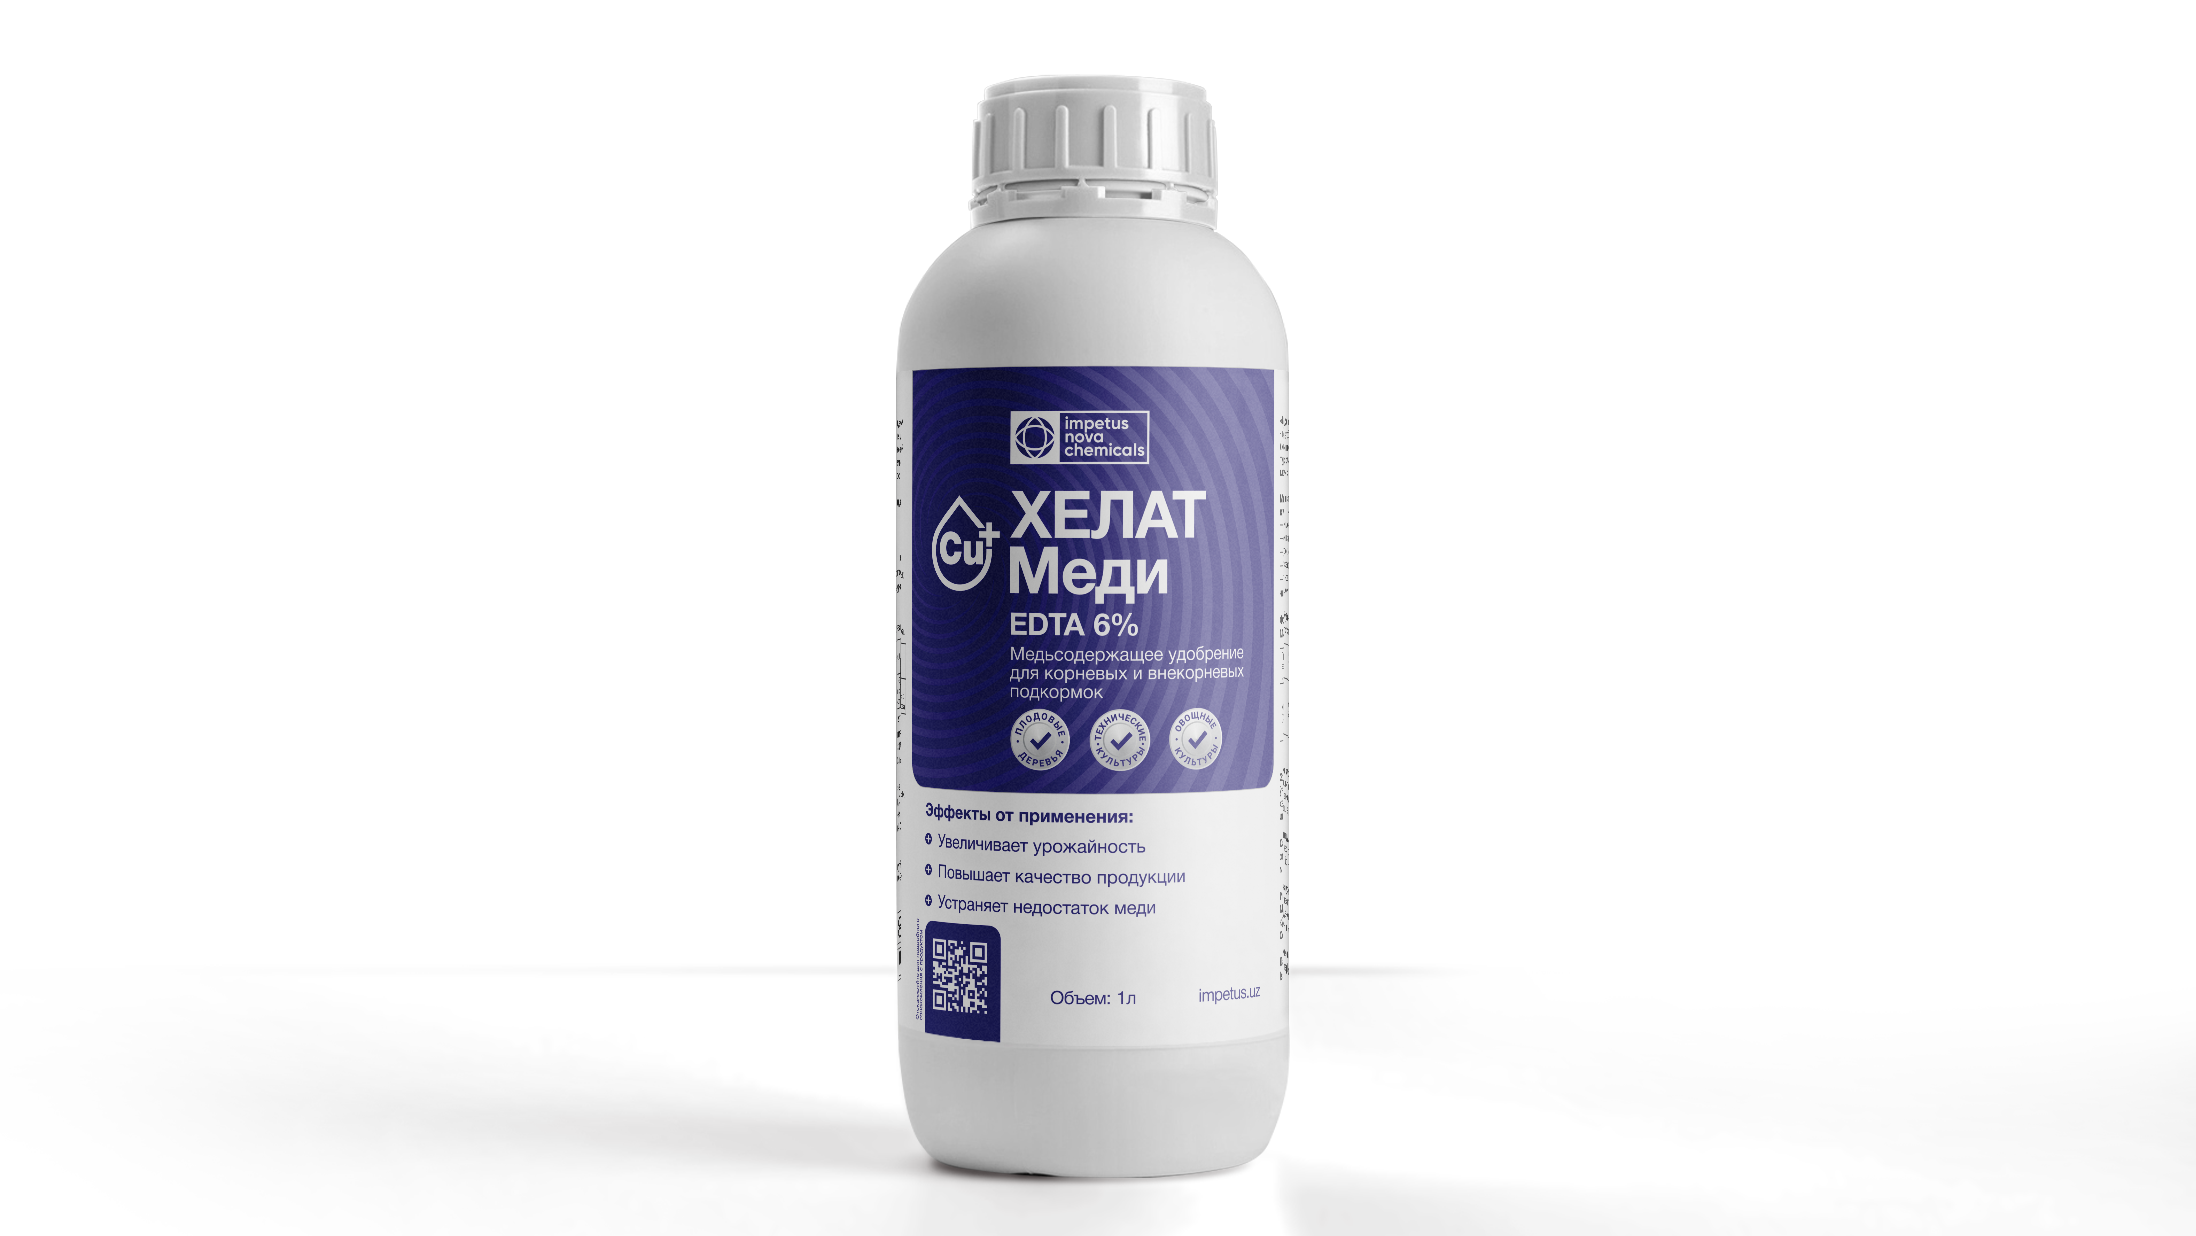 impetus
nova
chemicals
Cu+
ХЕЛАТ
Меди
EDTA 6%
Медьсодержащее удобрение
для корневых и внекорневых
подкормок
ПЛОДОВЫЕ ДЕРЕВЬЯ
ТЕХНИЧЕСКИЕ КУЛЬТУРЫ
ОВОЩНЫЕ КУЛЬТУРЫ
Эффекты от применения:
Увеличивает урожайность
Повышает качество продукции
Устраняет недостаток меди
Объем: 1л
impetus.uz